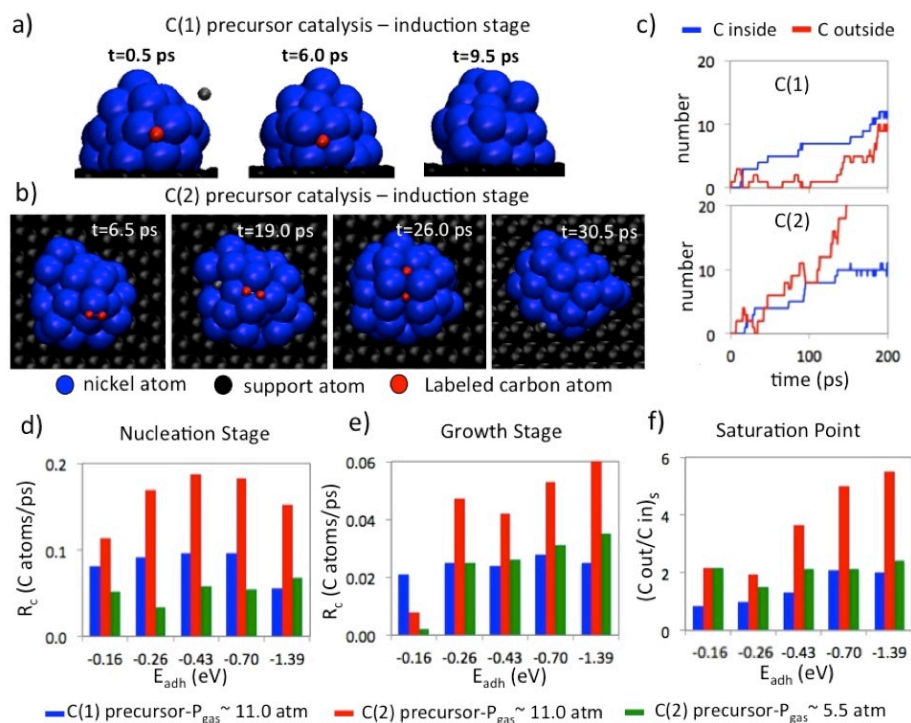 a)
C(1) precursor catalysis – induction stage
t=0.5 ps t=6.0 ps t=9.5 ps
b)
C(2) precursor catalysis – induction stage
t=6.5 ps t=19.0 ps t=26.0 ps t=30.5 ps
nickel atom support atom Labeled carbon atom
c)
C inside C outside
20
C(1)
number
10
0
20
C(2)
number
10
0
0 100 200
time (ps)
d) Nucleation Stage
0.2
0.1
0.0
R_c (C atoms/ps)
-0.16 -0.26 -0.43 -0.70 -1.39
E_adh (eV)
e) Growth Stage
0.06
0.04
0.02
0.00
R_c (C atoms/ps)
-0.16 -0.26 -0.43 -0.70 -1.39
E_adh (eV)
f) Saturation Point
6
4
2
0
(C out/C in)_s
-0.16 -0.26 -0.43 -0.70 -1.39
E_adh (eV)
C(1) precursor-P_gas~ 11.0 atm C(2) precursor-P_gas~ 11.0 atm C(2) precursor-P_gas~ 5.5 atm